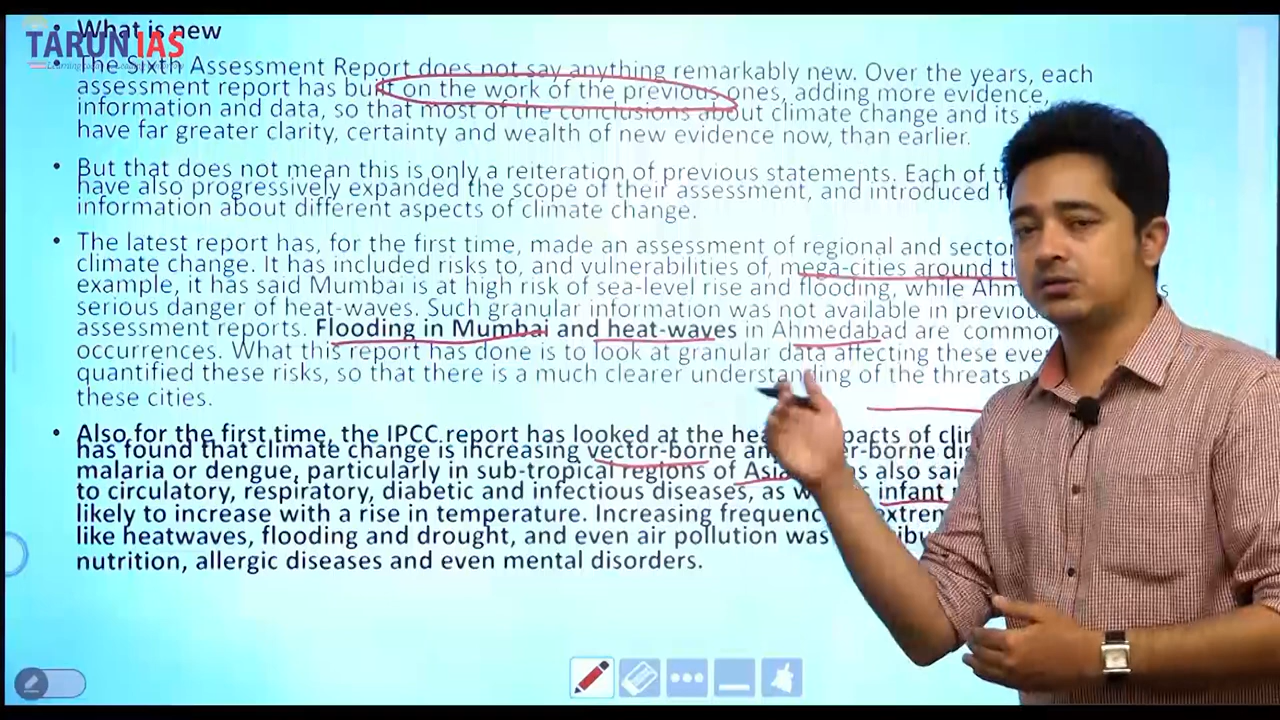 What is new
TARUN IAS
The Sixth Assessment Report does not say anything remarkably new. Over the years, each
assessment report has built on the work of the previous ones, adding more evidence,
information and data, so that most of the conclusions about climate change and its
have far greater clarity, certainty and wealth of new evidence now, than earlier.
But that does not mean this is only a reiteration of previous statements. Each of
have also progressively expanded the scope of their assessment, and introduced
information about different aspects of climate change.
The latest report has, for the first time, made an assessment of regional and
climate change. It has included risks to, and vulnerabilities of, mega-cities around
example, it has said Mumbai is at high risk of sea-level rise and flooding, while
serious danger of heat-waves. Such granular information was not available in
assessment reports. Flooding in Mumbai and heat-waves in Ahmedabad are common
occurrences. What this report has done is to look at granular data affecting these
quantified these risks, so that there is a much clearer understanding of the threats
these cities.
Also for the first time, the IPCC report has looked at the
has found that climate change is increasing vector-borne
malaria or dengue, particularly in sub-tropical regions of Asia also
to circulatory, respiratory, diabetic and infectious diseases, as infant
likely to increase with a rise in temperature. Increasing
like heatwaves, flooding and drought, and even air pollution was
nutrition, allergic diseases and even mental disorders.